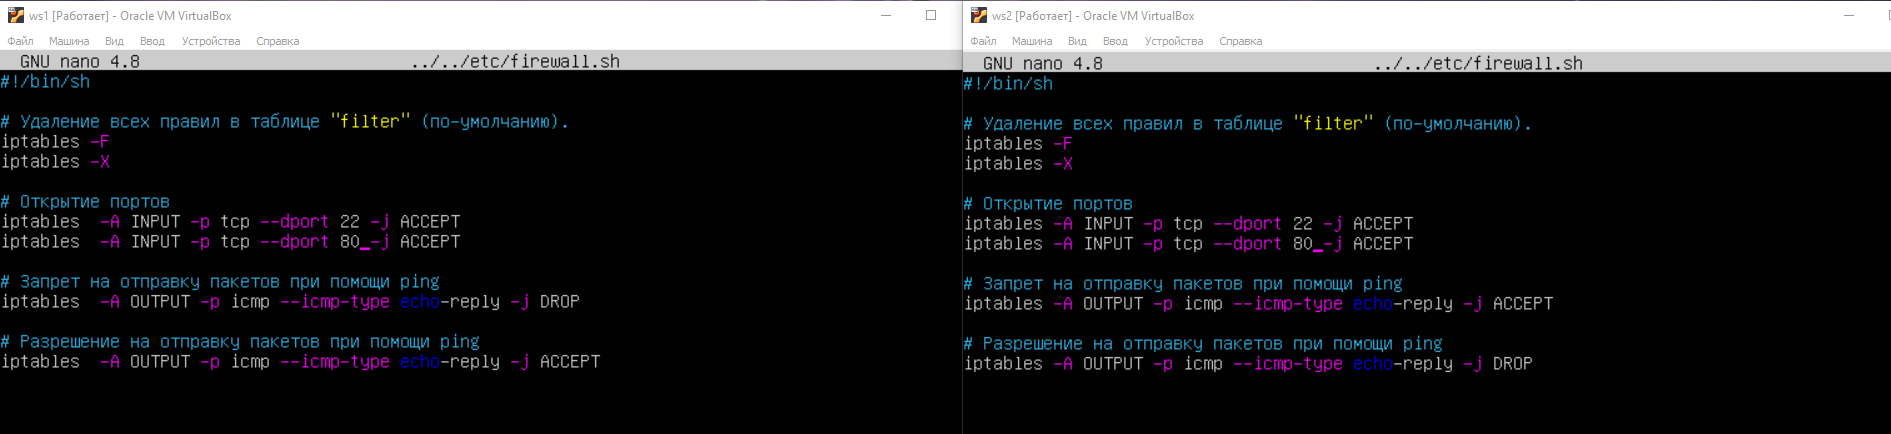 ws1 [Работает] - Oracle VM VirtualBox
Файл Машина Вид Ввод Устройства Справка
GNU nano 4.8 ../../etc/firewall.sh
#!/bin/sh
# Удаление всех правил в таблице "filter" (по-умолчанию).
iptables -F
iptables -X
# Открытие портов
iptables  -A INPUT -p tcp --dport 22 -j ACCEPT
iptables  -A INPUT -p tcp --dport 80_-j ACCEPT
# Запрет на отправку пакетов при помощи ping
iptables  -A OUTPUT -p icmp --icmp-type echo-reply -j DROP
# Разрешение на отправку пакетов при помощи ping
iptables  -A OUTPUT -p icmp --icmp-type echo-reply -j ACCEPT
ws2 [Работает] - Oracle VM VirtualBox
Файл Машина Вид Ввод Устройства Справка
GNU nano 4.8 ../../etc/firewall.sh
#!/bin/sh
# Удаление всех правил в таблице "filter" (по-умолчанию).
iptables -F
iptables -X
# Открытие портов
iptables -A INPUT -p tcp --dport 22 -j ACCEPT
iptables -A INPUT -p tcp --dport 80_-j ACCEPT
# Запрет на отправку пакетов при помощи ping
iptables -A OUTPUT -p icmp --icmp-type echo-reply -j ACCEPT
# Разрешение на отправку пакетов при помощи ping
iptables -A OUTPUT -p icmp --icmp-type echo-reply -j DROP